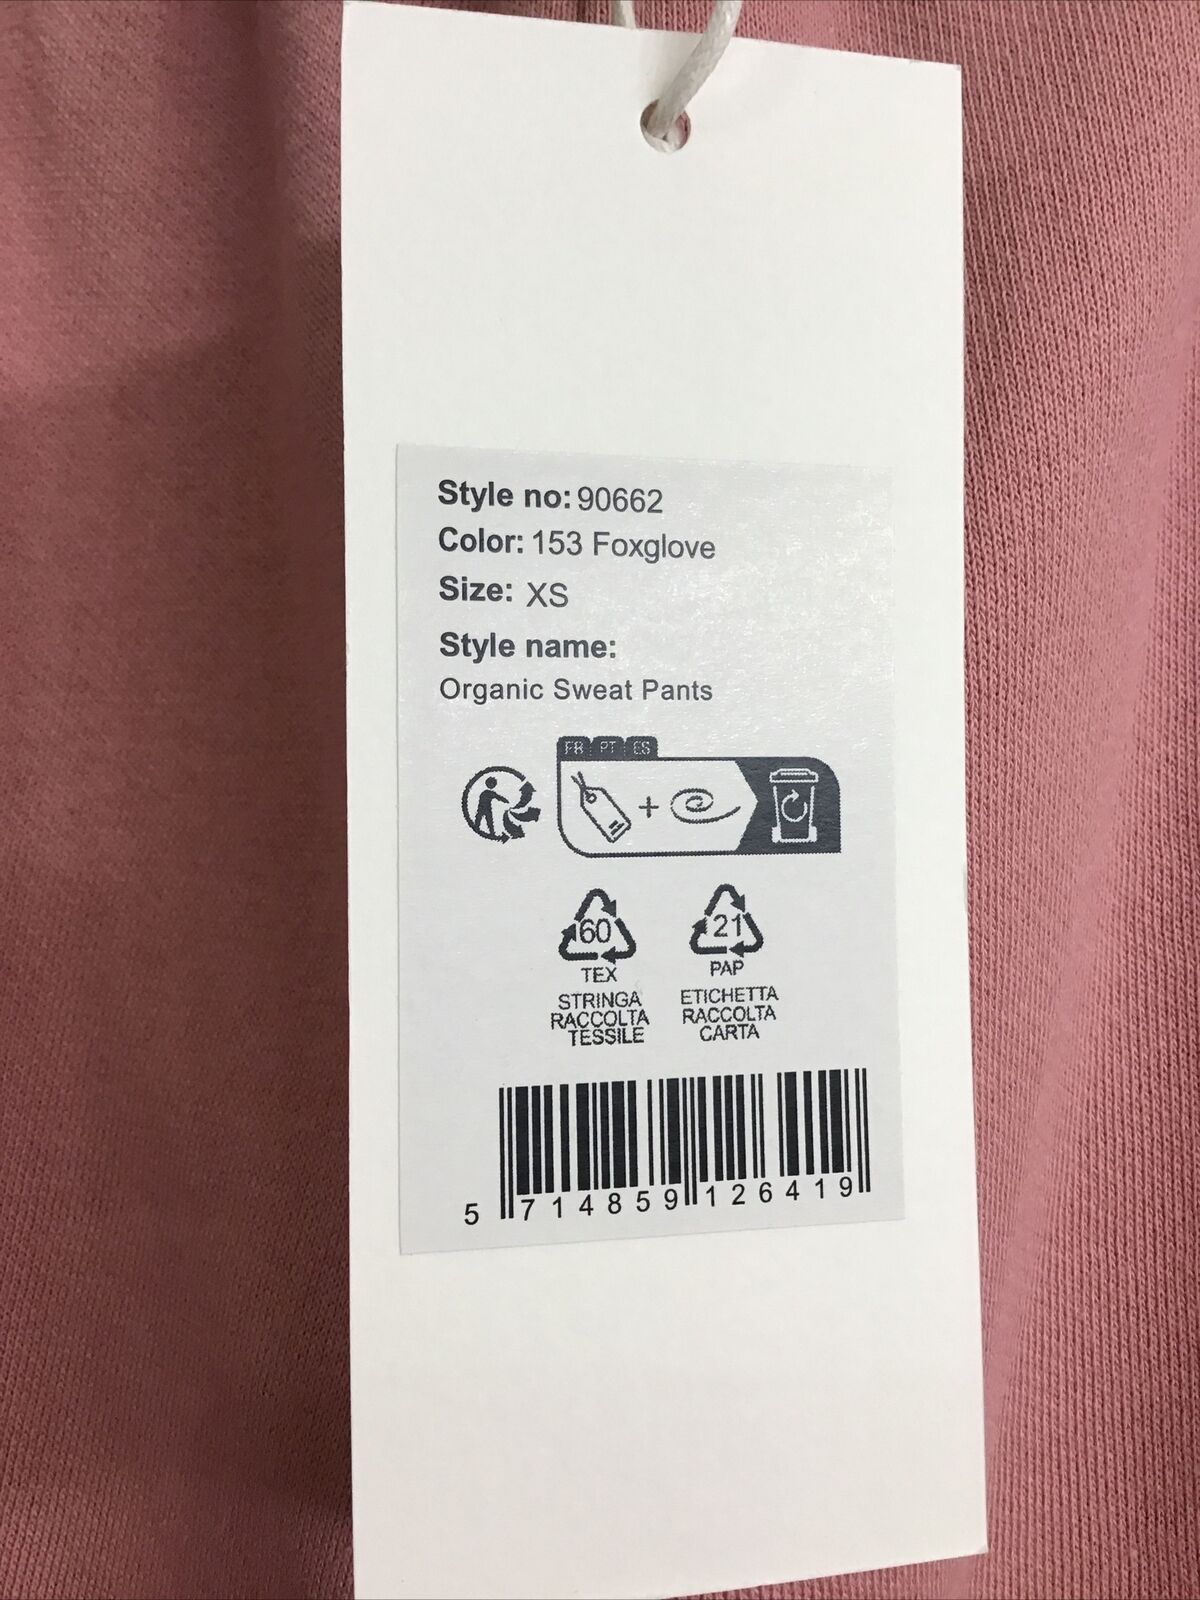 Style no: 90662
Color: 153 Foxglove
Size: XS
Style name:
Organic Sweat Pants
FR PT ES
60 21
TEX PAP
STRINGA
RACCOLTA
TESSILE
ETICHETTA
RACCOLTA
CARTA
5 714859 126419